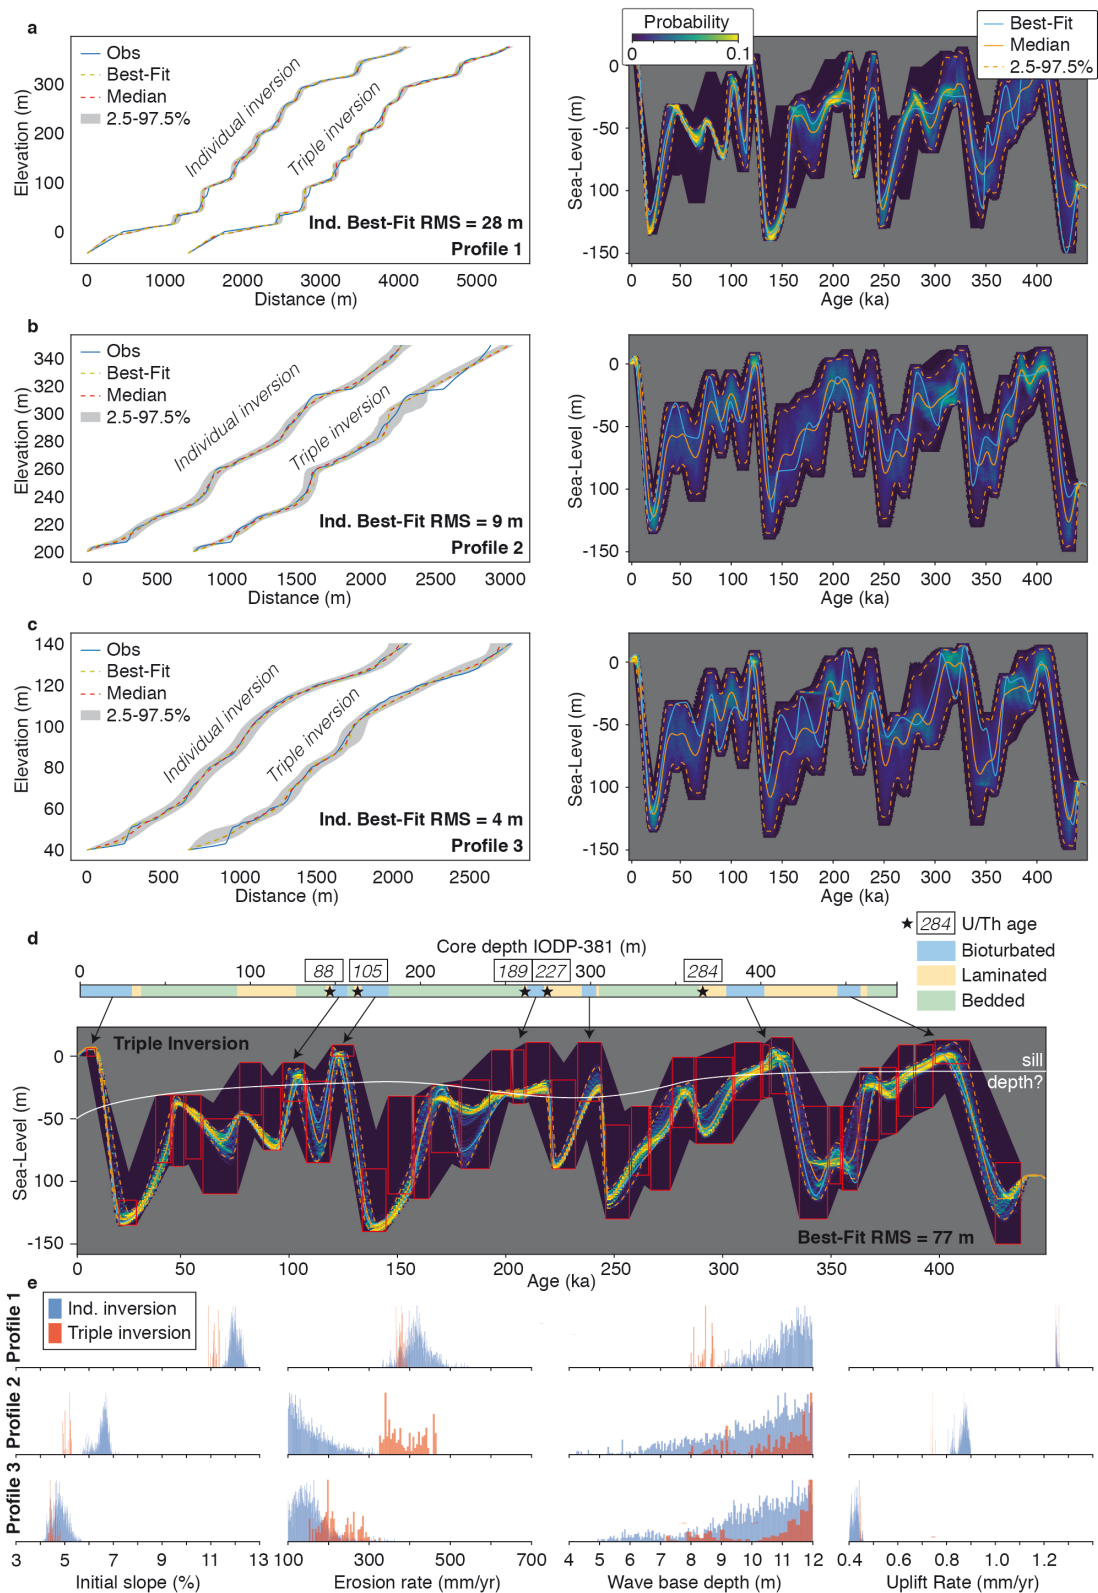 a
Obs
Best-Fit
Median
2.5-97.5%
Individual inversion
Triple inversion
Ind. Best-Fit RMS = 28 m
Profile 1
Elevation (m)
300
200
100
0
0 1000 2000 3000 4000 5000
Distance (m)
Probability
0 0.1
Best-Fit
Median
2.5-97.5%
Sea-Level (m)
0
-50
100
-150
0 50 100 150 200 250 300 350 400
Age (ka)
b
Obs
Best-Fit
Median
2.5-97.5%
Individual inversion
Triple inversion
Ind. Best-Fit RMS = 9 m
Profile 2
Elevation (m)
340
320
300
280
260
240
220
200
0 500 1000 1500 2000 2500 3000
Distance (m)
Sea-Level (m)
0
-50
100
-150
0 50 100 150 200 250 300 350 400
Age (ka)
c
Obs
Best-Fit
Median
2.5-97.5%
Individual inversion
Triple inversion
Ind. Best-Fit RMS = 4 m
Profile 3
Elevation (m)
140
120
100
80
60
40
0 500 1000 1500 2000 2500
Distance (m)
Sea-Level (m)
0
-50
100
-150
0 50 100 150 200 250 300 350 400
Age (ka)
d
284 U/Th age
Bioturbated
Laminated
Bedded
Core depth IODP-381 (m)
0 100 200 300 400
88 105 189 227 284
Triple Inversion
sill
depth?
Best-Fit RMS = 77 m
Sea-Level (m)
0
-50
100
-150
0 50 100 150 200 250 300 350 400
Age (ka)
e
Ind. inversion
Triple inversion
Profile 1
Profile 2
Profile 3
3 5 7 9 11 13
Initial slope (%)
100 300 500 700
Erosion rate (mm/yr)
4 5 6 7 8 9 10 11 12
Wave base depth (m)
0.4 0.6 0.8 1.0 1.2
Uplift Rate (mm/yr)